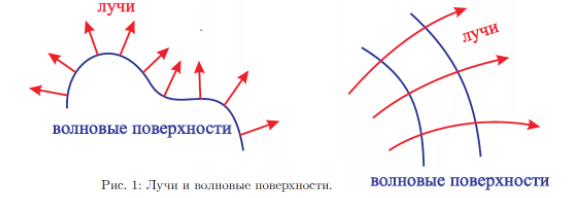 лучи
волновые поверхности
Рис. 1: Лучи и волновые поверхности.
лучи
волновые поверхности